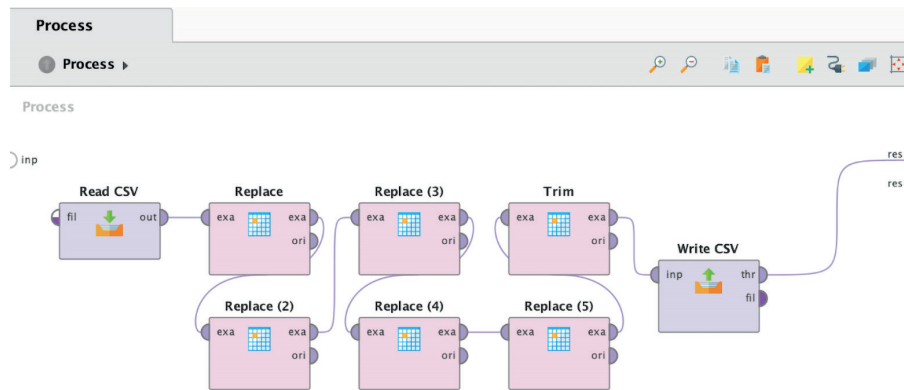 Process
Process
Process
inp
res
res
Read CSV
Replace
Replace (3)
Trim
fil out
exa exa
ori
exa exa
ori
exa exa
ori
Write CSV
inp thr
fil
Replace (2)
Replace (4)
Replace (5)
exa exa
ori
exa exa
ori
exa exa
ori